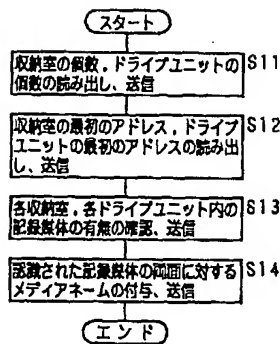 スタート
収納室の個数，ドライブユニットの S11
個数の読み出し、送信
収納室の最初のアドレス，ドライブ S12
ユニットの最初のアドレスの読み出
し、送信
各収納室，各ドライブユニット内の S13
記録媒体の有無の確認、送信
認識された記録媒体の両面に対する S14
メディアネームの付与、送信
エンド